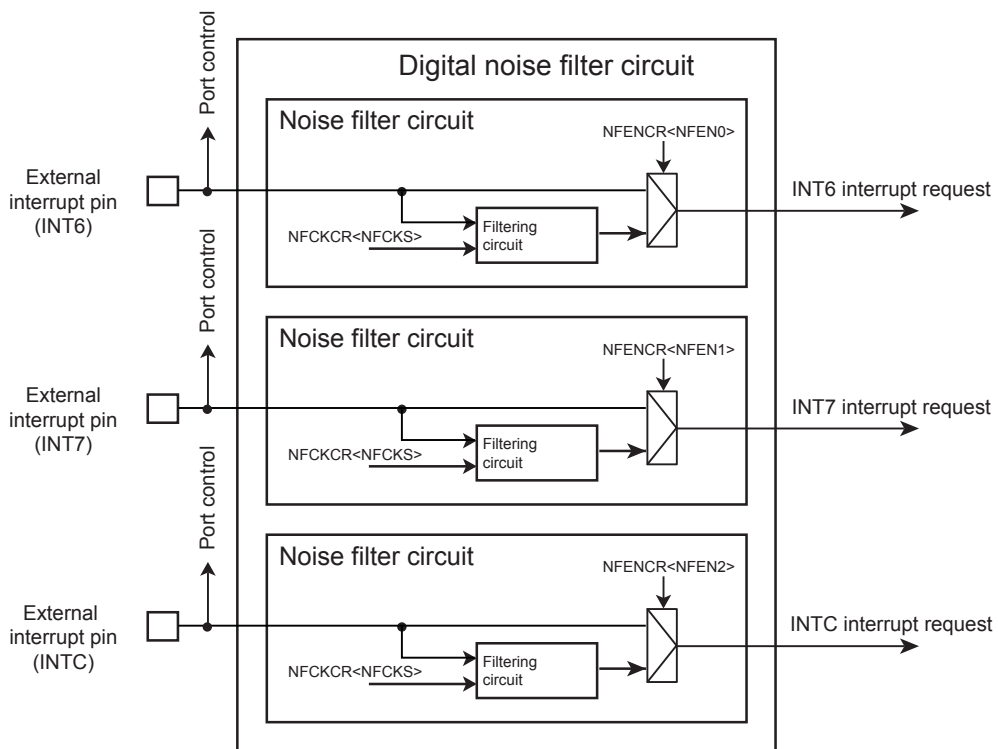 Port control
Digital noise filter circuit
Noise filter circuit
NFENCR<NFEN0>
External
interrupt pin
(INT6)
INT6 interrupt request
NFCKCR<NFCKS>
Filtering
circuit
Port control
Noise filter circuit
NFENCR<NFEN1>
External
interrupt pin
(INT7)
INT7 interrupt request
NFCKCR<NFCKS>
Filtering
circuit
Port control
Noise filter circuit
NFENCR<NFEN2>
External
interrupt pin
(INTC)
INTC interrupt request
NFCKCR<NFCKS>
Filtering
circuit